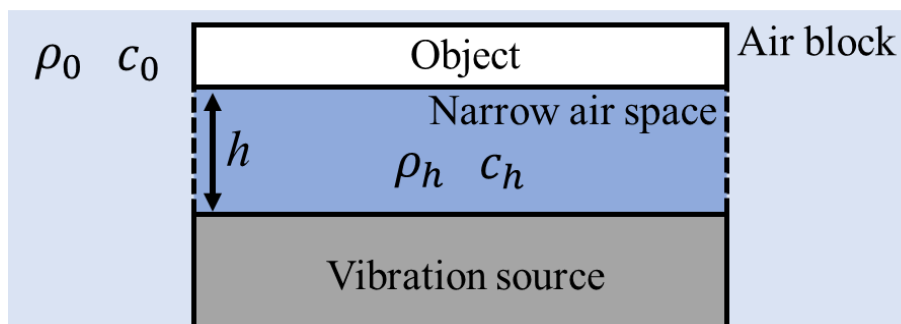 ρ₀ c₀
Object
Air block
Narrow air space
h
ρₕ cₕ
Vibration source